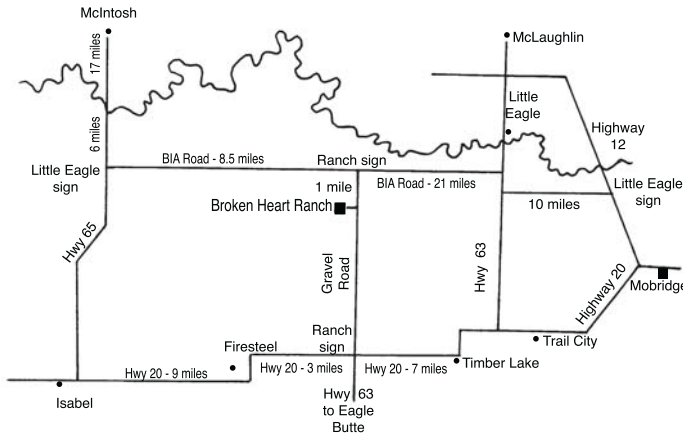 McIntosh
McLaughlin
17 miles
6 miles
Little
Eagle
Highway
12
BIA Road - 8.5 miles
Ranch sign
Little Eagle
sign
1 mile
BIA Road - 21 miles
Little Eagle
sign
Broken Heart Ranch
10 miles
Hwy 65
Gravel
Road
Hwy 63
Highway 20
Mobridge
Ranch
sign
Firesteel
Trail City
Hwy 20 - 9 miles
Hwy 20 - 3 miles
Hwy 20 - 7 miles
Timber Lake
Isabel
Hwy 63
to Eagle
Butte